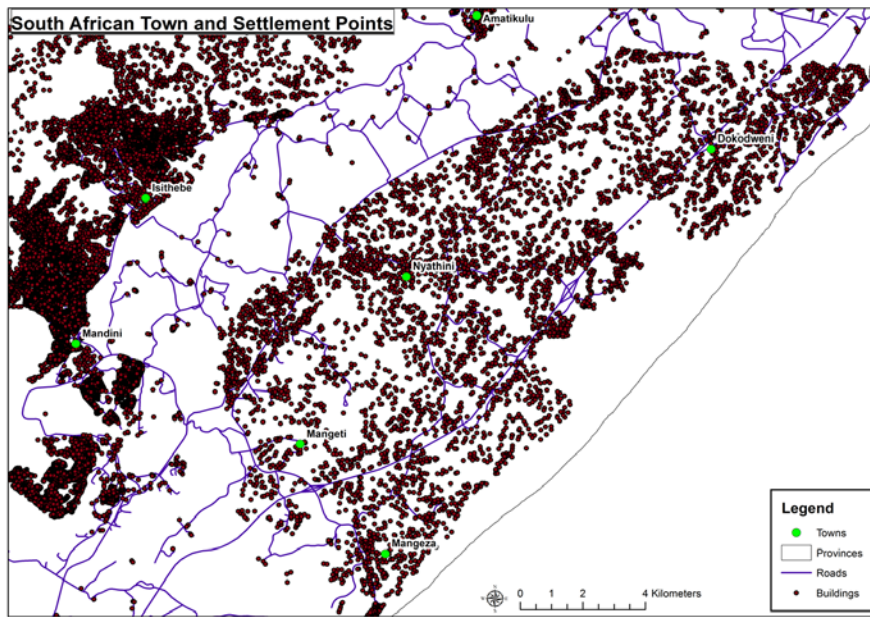 South African Town and Settlement Points
Amatikulu
Dokodweni
Isithebe
Nyathini
Mandini
Mangeti
Mangeza
Legend
Towns
Provinces
Roads
Buildings
0 1 2 4 Kilometers